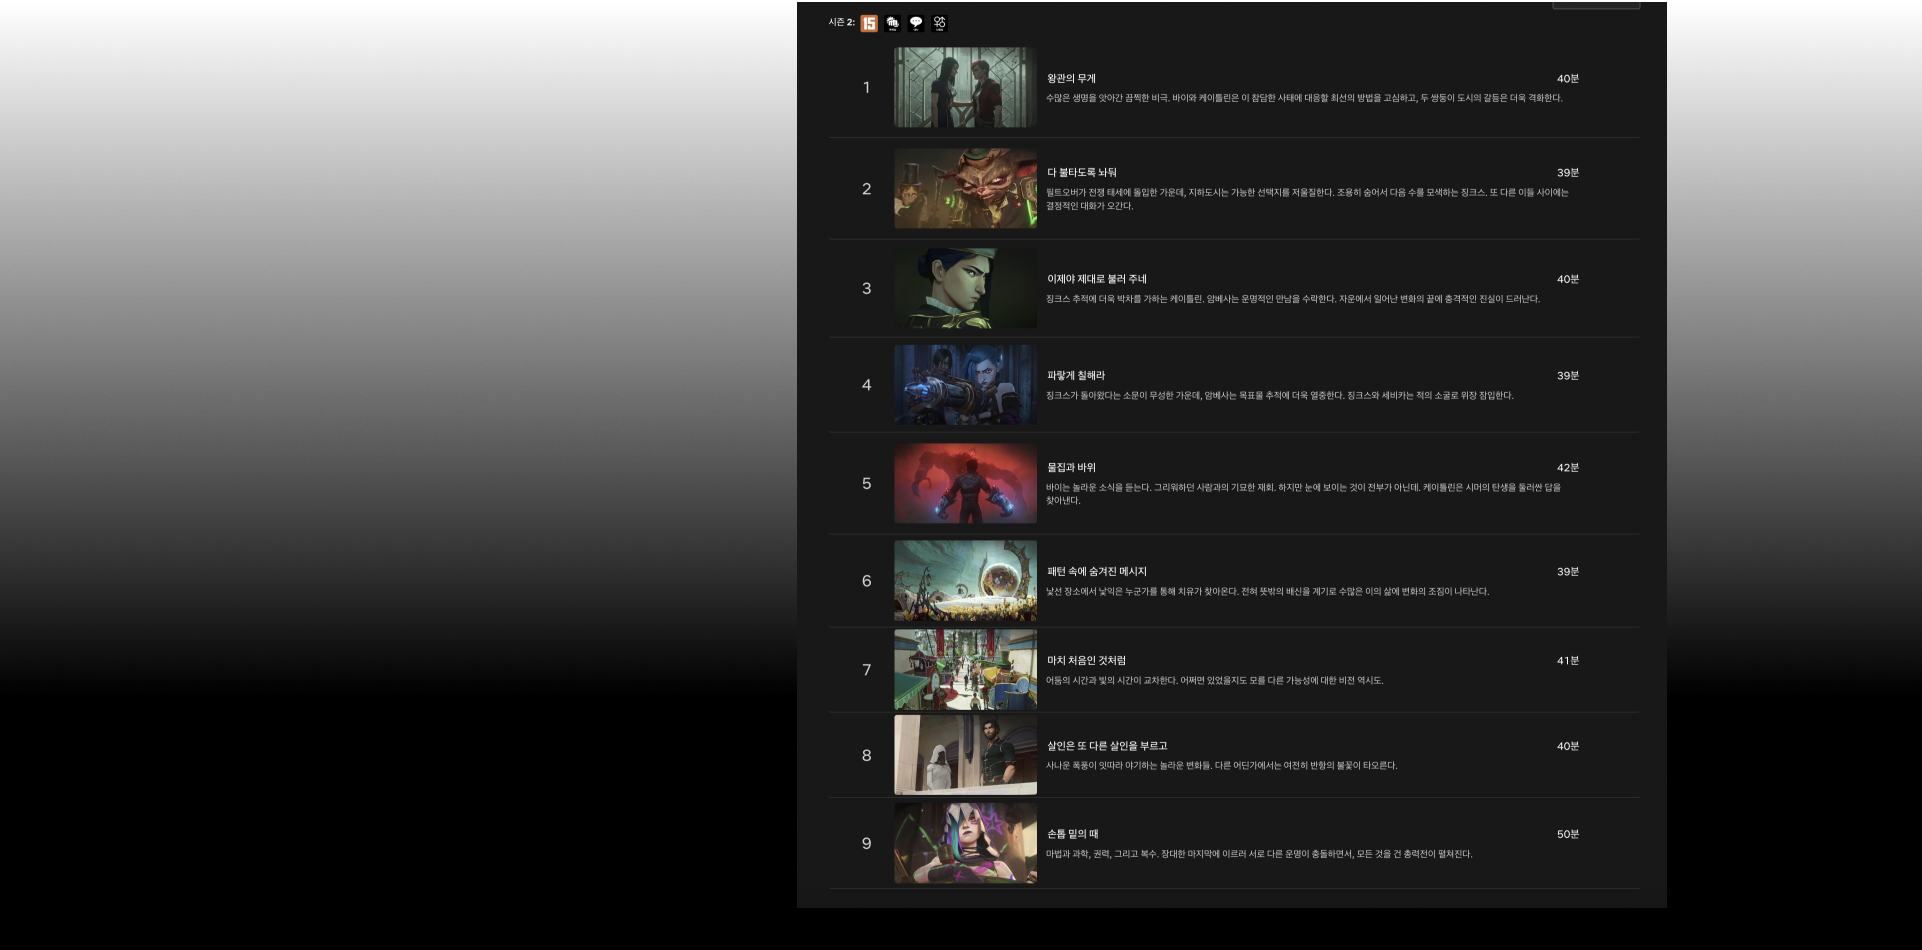 시즌 2: 15
1
왕관의 무게
40분
수많은 생명을 앗아간 끔찍한 비극. 바이와 케이틀린은 이 참담한 사태에 대응할 최선의 방법을 고심하고, 두 쌍둥이 도시의 갈등은 더욱 격화한다.
2
다 불타도록 놔둬
39분
필트오버가 전쟁 태세에 돌입한 가운데, 지하도시는 가능한 선택지를 저울질한다. 조용히 숨어서 다음 수를 모색하는 징크스. 또 다른 이들 사이에는
결정적인 대화가 오간다.
3
이제야 제대로 불러 주네
40분
징크스 추적에 더욱 박차를 가하는 케이틀린. 암베사는 운명적인 만남을 수락한다. 자운에서 일어난 변화의 끝에 충격적인 진실이 드러난다.
4
파랗게 칠해라
39분
징크스가 돌아왔다는 소문이 무성한 가운데, 암베사는 목표물 추적에 더욱 열중한다. 징크스와 세비카는 적의 소굴로 위장 잠입한다.
5
물집과 바위
42분
바이는 놀라운 소식을 듣는다. 그리워하던 사람과의 기묘한 재회. 하지만 눈에 보이는 것이 전부가 아닌데. 케이틀린은 시머의 탄생을 둘러싼 답을
찾아낸다.
6
패턴 속에 숨겨진 메시지
39분
낯선 장소에서 낯익은 누군가를 통해 치유가 찾아온다. 전혀 뜻밖의 배신을 계기로 수많은 이의 삶에 변화의 조짐이 나타난다.
7
마치 처음인 것처럼
41분
어둠의 시간과 빛의 시간이 교차한다. 어쩌면 있었을지도 모를 다른 가능성에 대한 비전 역시도.
8
살인은 또 다른 살인을 부르고
40분
사나운 폭풍이 잇따라 야기하는 놀라운 변화들. 다른 어딘가에서는 여전히 반항의 불꽃이 타오른다.
9
손톱 밑의 때
50분
마법과 과학, 권력, 그리고 복수. 장대한 마지막에 이르러 서로 다른 운명이 충돌하면서, 모든 것을 건 총력전이 펼쳐진다.